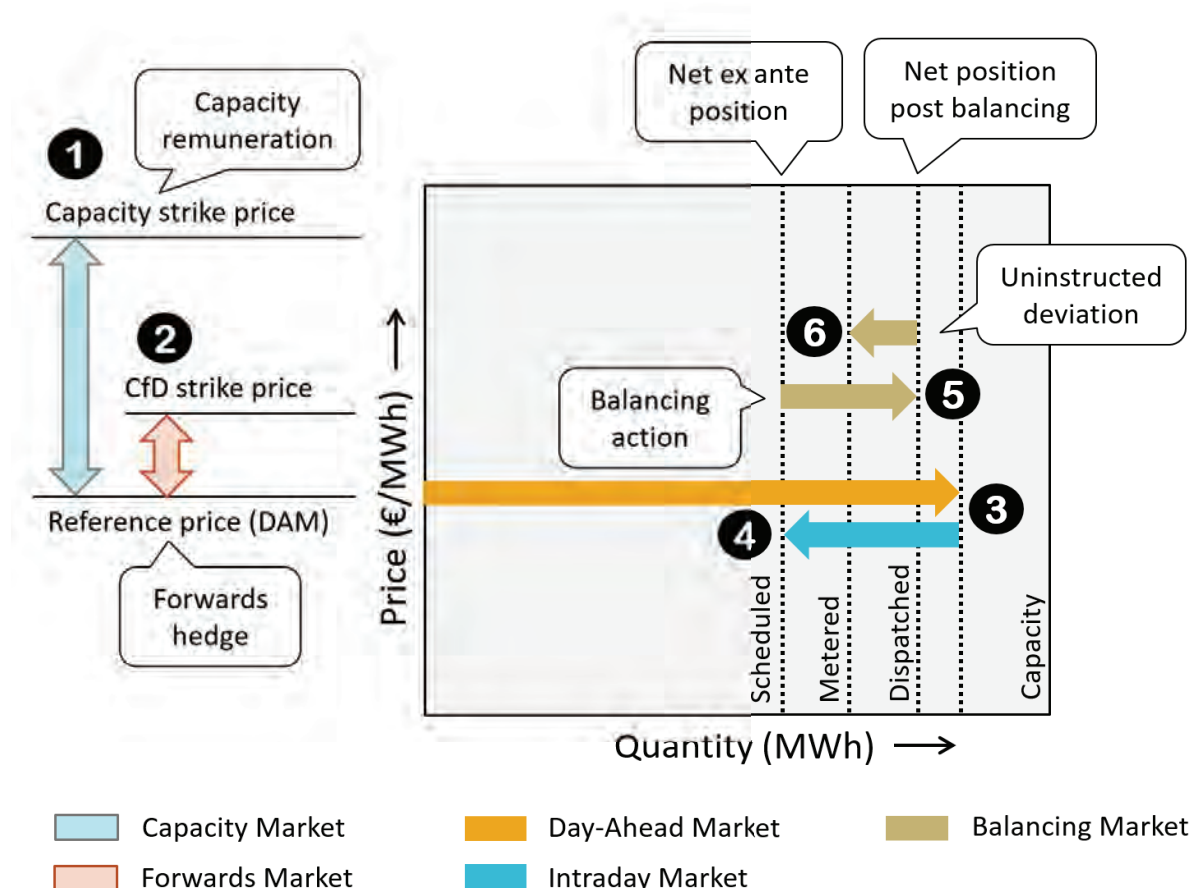 Capacity
remuneration
1
Capacity strike price
2
CfD strike price
Reference price (DAM)
Forwards
hedge
Net ex ante
position
Net position
post balancing
Uninstructed
deviation
6
Balancing
action
5
3
4
Price (€/MWh)
Scheduled
Metered
Dispatched
Capacity
Quantity (MWh)
Capacity Market
Day-Ahead Market
Balancing Market
Forwards Market
Intraday Market